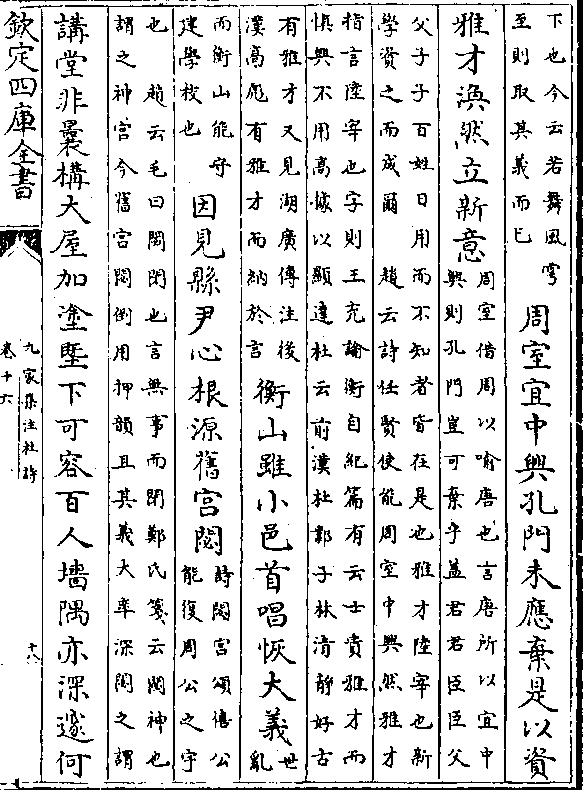 下也今云若舞風雩
至則取其義而已
周室宜中興孔門未應棄是以資
雅才渙然立新意
周室借周以喻唐也言唐所以宜中
興則孔門豈可棄乎蓋君君臣臣父
父子子百姓日用而不知者皆在是也雅才陸宰也新
學資之而成爾　趙云詩任賢使能周室中興然雅才
指言陸宰也字則王充論衡自紀篇有云士貴雅才而
慎興不用高據以顯達杜云前漢杜鄴子林清靜好古
有雅才又見湖廣傳注後
漢高彪有雅才而納於言
衡山雖小邑首唱恢大義
世
亂
而衡山能守
建學校也
因見縣尹心根源舊宮閟
詩閟宮頌僖公
能復周公之宇
也　趙云毛曰閟閉也言無事而閉鄭氏箋云閟神也
謂之神宮今舊宮閟倒用押韻且其義大率深閟之謂
講堂非曩構大屋加塗塈下可容百人墻隅亦深邃何
欽定四庫全書
九家集注杜詩
卷十六
十八